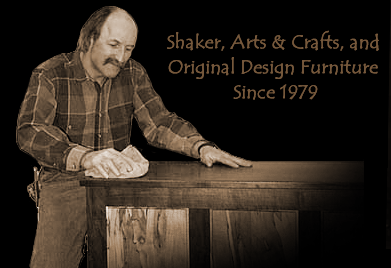 Shaker, Arts & Crafts, and
Original Design Furniture
Since 1979